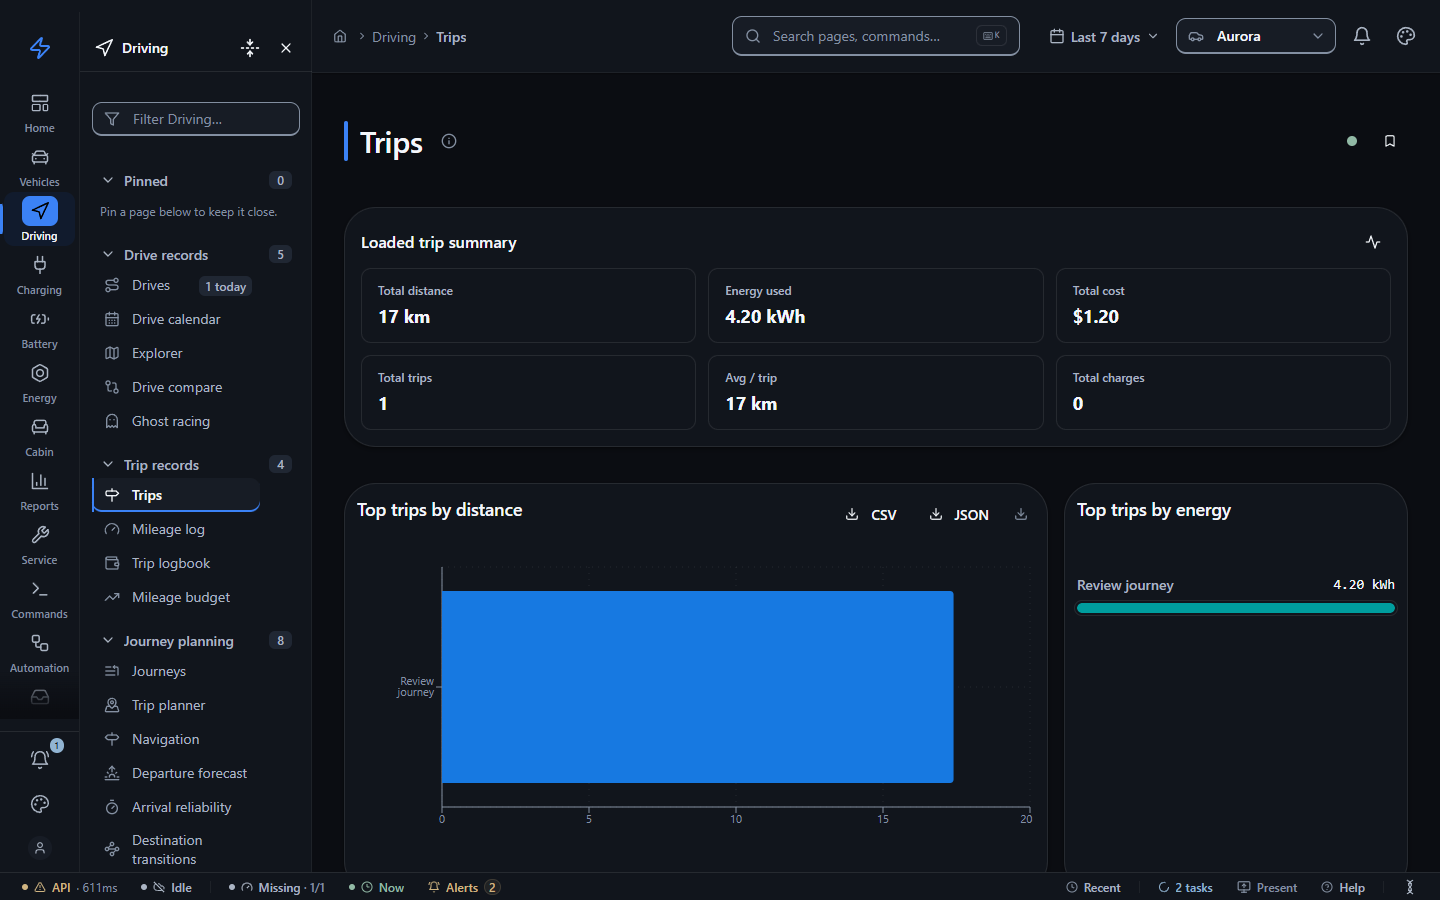 Home
Vehicles
Driving
Charging
Battery
Energy
Cabin
Reports
Service
Commands
Automation
1
Driving
Filter Driving...
Pinned 0
Pin a page below to keep it close.
Drive records 5
Drives 1 today
Drive calendar
Explorer
Drive compare
Ghost racing
Trip records 4
Trips
Mileage log
Trip logbook
Mileage budget
Journey planning 8
Journeys
Trip planner
Navigation
Departure forecast
Arrival reliability
Destination
transitions
Driving Trips
Search pages, commands... K
Last 7 days
Aurora
Trips
Loaded trip summary
Total distance
17 km
Energy used
4.20 kWh
Total cost
$1.20
Total trips
1
Avg / trip
17 km
Total charges
0
Top trips by distance
CSV JSON
Review
journey
0 5 10 15 20
Top trips by energy
Review journey 4.20 kWh
API · 611ms Idle Missing · 1/1 Now Alerts 2 Recent 2 tasks Present Help